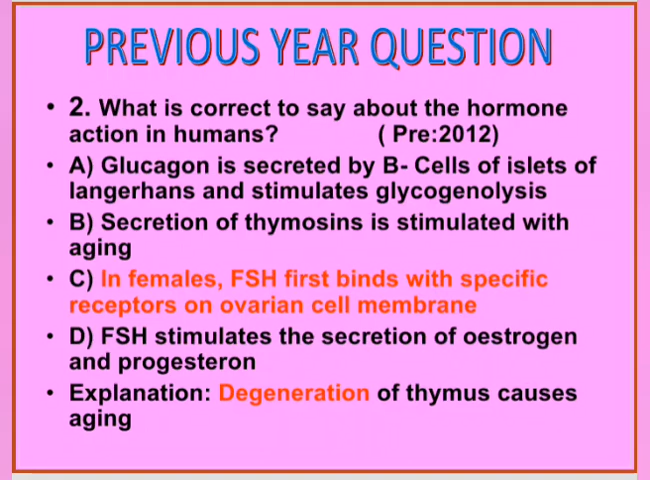 PREVIOUS YEAR QUESTION
• 2. What is correct to say about the hormone
action in humans? ( Pre:2012)
• A) Glucagon is secreted by B- Cells of islets of
langerhans and stimulates glycogenolysis
• B) Secretion of thymosins is stimulated with
aging
• C) In females, FSH first binds with specific
receptors on ovarian cell membrane
• D) FSH stimulates the secretion of oestrogen
and progesteron
• Explanation: Degeneration of thymus causes
aging